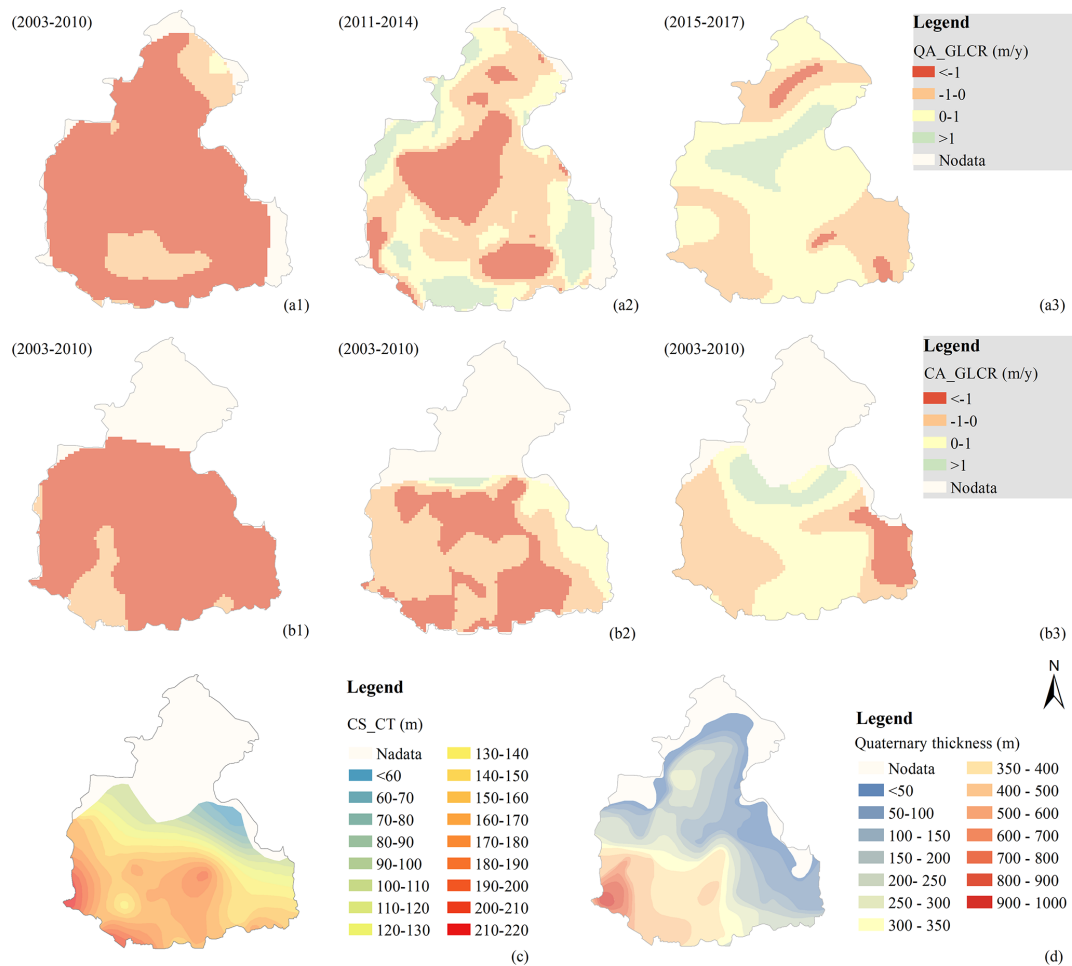 (2003-2010)
(2011-2014)
(2015-2017)
Legend
QA_GLCR (m/y)
<-1
-1-0
0-1
>1
Nodata
(a1)
(a2)
(a3)
(2003-2010)
(2003-2010)
(2003-2010)
Legend
CA_GLCR (m/y)
<-1
-1-0
0-1
>1
Nodata
(b1)
(b2)
(b3)
Legend
CS_CT (m)
Nadata
<60
60-70
70-80
80-90
90-100
100-110
110-120
120-130
130-140
140-150
150-160
160-170
170-180
180-190
190-200
200-210
210-220
(c)
N
Legend
Quaternary thickness (m)
Nodata
<50
50-100
100 - 150
150 - 200
200 - 250
250 - 300
300 - 350
350 - 400
400 - 500
500 - 600
600 - 700
700 - 800
800 - 900
900 - 1000
(d)